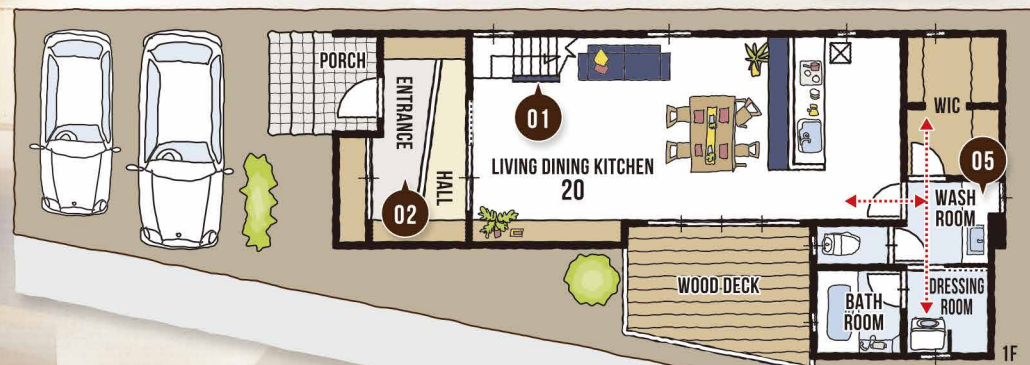 PORCH
ENTRANCE
HALL
01
02
LIVING DINING KITCHEN
20
WIC
05
WASH
ROOM
WOOD DECK
BATH
ROOM
DRESSING
ROOM
1F